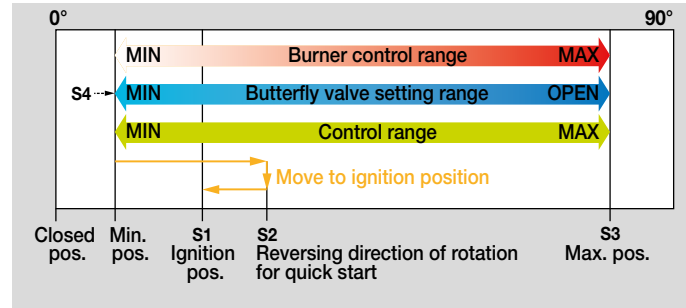 0° 90°
MIN Burner control range MAX
S4 MIN Butterfly valve setting range OPEN
MIN Control range MAX
Move to ignition position
Closed pos.
Min. pos.
S1
Ignition pos.
S2
Reversing direction of rotation
for quick start
S3
Max. pos.